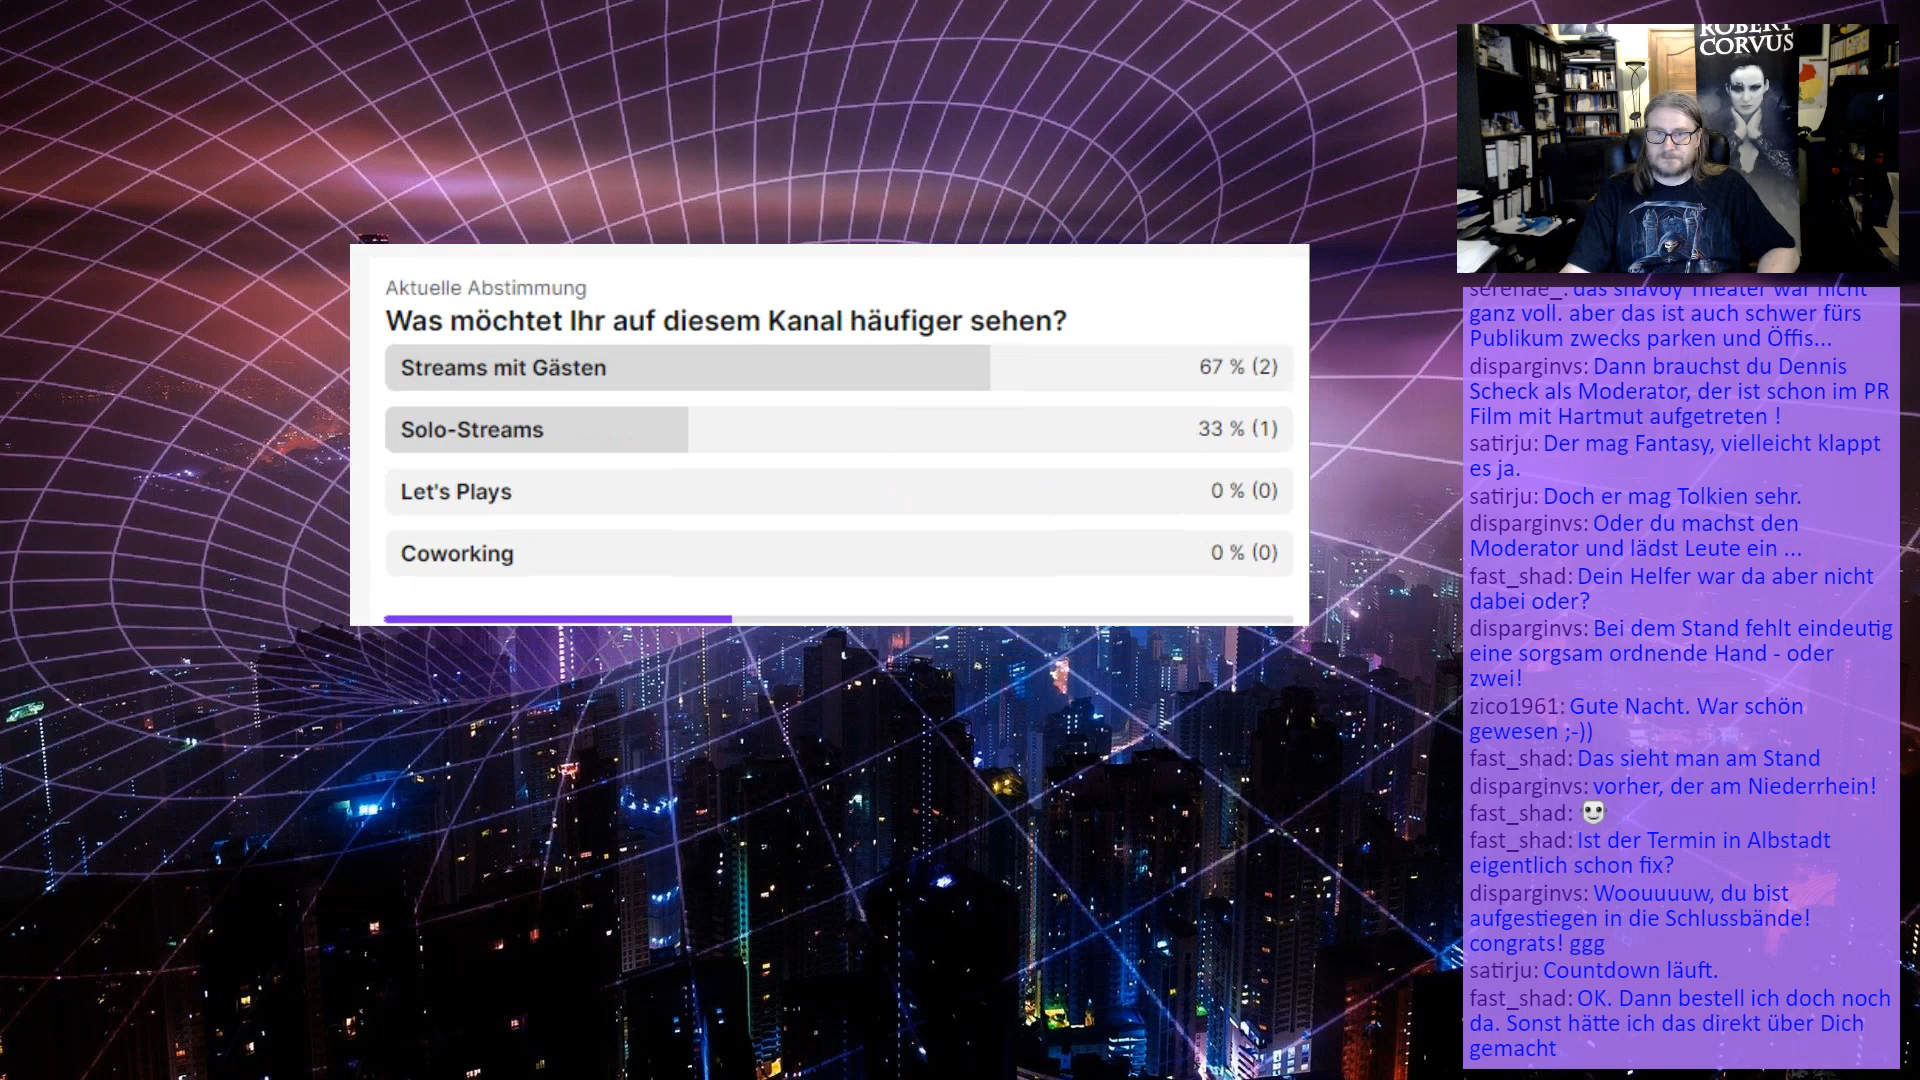 ROBERT
CORVUS
Aktuelle Abstimmung
Was möchtet Ihr auf diesem Kanal häufiger sehen?
Streams mit Gästen 67 % (2)
Solo-Streams 33 % (1)
Let's Plays 0 % (0)
Coworking 0 % (0)
serenae_: das shavoy Theater war nicht
ganz voll. aber das ist auch schwer fürs
Publikum zwecks parken und Öffis...
disparginvs: Dann brauchst du Dennis
Scheck als Moderator, der ist schon im PR
Film mit Hartmut aufgetreten !
satirju: Der mag Fantasy, vielleicht klappt
es ja.
satirju: Doch er mag Tolkien sehr.
disparginvs: Oder du machst den
Moderator und lädst Leute ein ...
fast_shad: Dein Helfer war da aber nicht
dabei oder?
disparginvs: Bei dem Stand fehlt eindeutig
eine sorgsam ordnende Hand - oder
zwei!
zico1961: Gute Nacht. War schön
gewesen ;-))
fast_shad: Das sieht man am Stand
disparginvs: vorher, der am Niederrhein!
fast_shad:
fast_shad: Ist der Termin in Albstadt
eigentlich schon fix?
disparginvs: Woouuuuw, du bist
aufgestiegen in die Schlussbände!
congrats! ggg
satirju: Countdown läuft.
fast_shad: OK. Dann bestell ich doch noch
da. Sonst hätte ich das direkt über Dich
gemacht